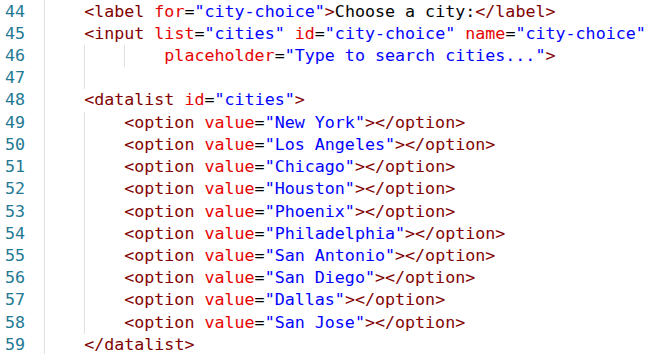 44    <label for="city-choice">Choose a city:</label>
45    <input list="cities" id="city-choice" name="city-choice"
46            placeholder="Type to search cities...">
47
48    <datalist id="cities">
49        <option value="New York"></option>
50        <option value="Los Angeles"></option>
51        <option value="Chicago"></option>
52        <option value="Houston"></option>
53        <option value="Phoenix"></option>
54        <option value="Philadelphia"></option>
55        <option value="San Antonio"></option>
56        <option value="San Diego"></option>
57        <option value="Dallas"></option>
58        <option value="San Jose"></option>
59    </datalist>